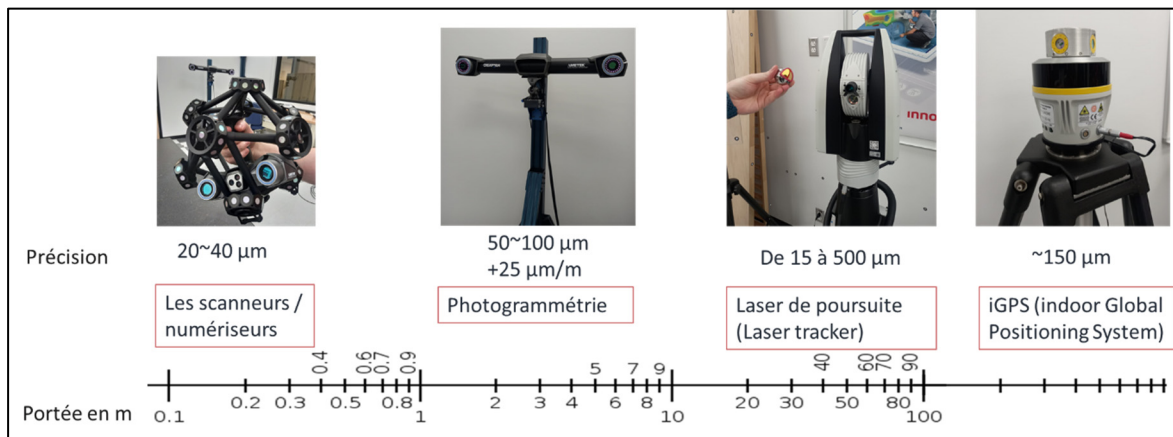 inno
Précision
20~40 µm
50~100 µm
+25 µm/m
De 15 à 500 µm
~150 µm
Les scanneurs /
numériseurs
Photogrammétrie
Laser de poursuite
(Laser tracker)
iGPS (indoor Global
Positioning System)
0.4 0.6 0.7 0.9 5 7 9 40 60 70 90
Portée en m
0.1 0.2 0.3 0.5 0.8 1 2 3 4 6 8 10 20 30 50 80 100